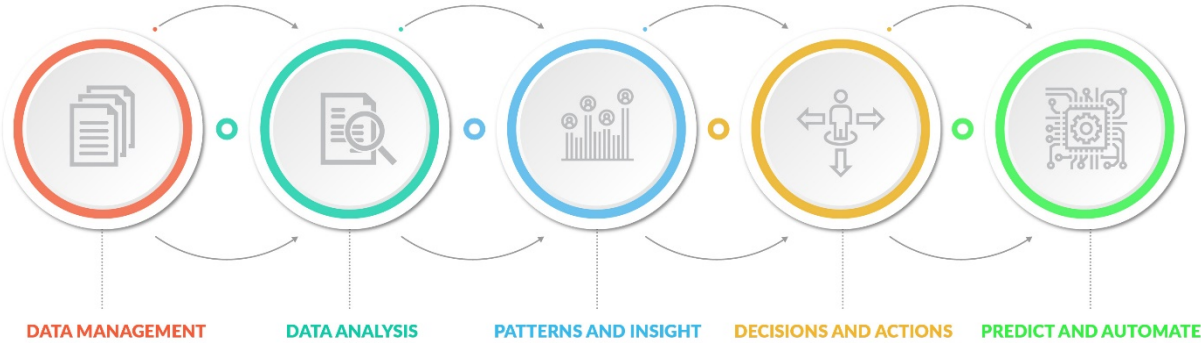 DATA MANAGEMENT
DATA ANALYSIS
PATTERNS AND INSIGHT
DECISIONS AND ACTIONS
PREDICT AND AUTOMATE